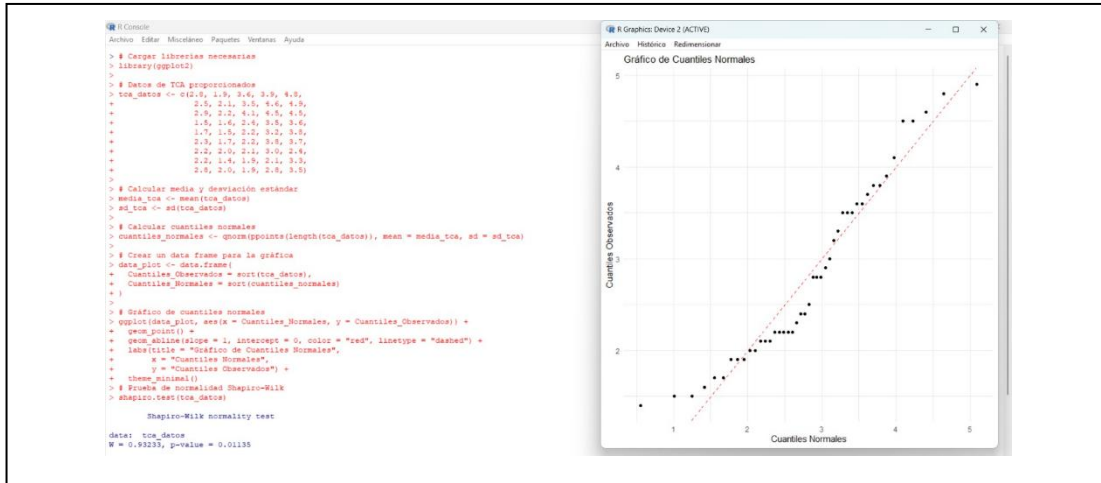 R Console
Archivo Editar Misceláneo Paquetes Ventanas Ayuda
> # Cargar librerías necesarias
> library(ggplot2)
>
> # Datos de TCA proporcionados
> tca_datos <- c(2.8, 1.9, 3.6, 3.9, 4.8,
+ 2.5, 2.1, 3.5, 4.6, 4.9,
+ 2.9, 2.2, 4.1, 4.5, 4.5,
+ 1.5, 1.6, 2.4, 3.5, 3.6,
+ 1.7, 1.5, 2.2, 3.2, 3.8,
+ 2.3, 1.7, 2.2, 3.8, 3.7,
+ 2.2, 2.0, 2.1, 3.0, 2.4,
+ 2.2, 1.4, 1.9, 2.1, 3.3,
+ 2.8, 2.0, 1.9, 2.8, 3.5)
>
> # Calcular media y desviación estándar
> media_tca <- mean(tca_datos)
> sd_tca <- sd(tca_datos)
>
> # Calcular cuantiles normales
> cuantiles_normales <- qnorm(ppoints(length(tca_datos)), mean = media_tca, sd = sd_tca)
>
> # Crear un data frame para la gráfica
> data_plot <- data.frame(
+ Cuantiles_Observados = sort(tca_datos),
+ Cuantiles_Normales = sort(cuantiles_normales)
+ )
>
> # Gráfico de cuantiles normales
> ggplot(data_plot, aes(x = Cuantiles_Normales, y = Cuantiles_Observados)) +
+ geom_point() +
+ geom_abline(slope = 1, intercept = 0, color = "red", linetype = "dashed") +
+ labs(title = "Gráfico de Cuantiles Normales",
+ x = "Cuantiles Normales",
+ y = "Cuantiles Observados") +
+ theme_minimal()
> # Prueba de normalidad Shapiro-Wilk
> shapiro.test(tca_datos)
Shapiro-Wilk normality test
data: tca_datos
W = 0.93233, p-value = 0.01135
R Graphics: Device 2 (ACTIVE)
Archivo Histórico Redimensionar
Gráfico de Cuantiles Normales
5
4
3
2
Cuantiles Observados
1 2 3 4 5
Cuantiles Normales